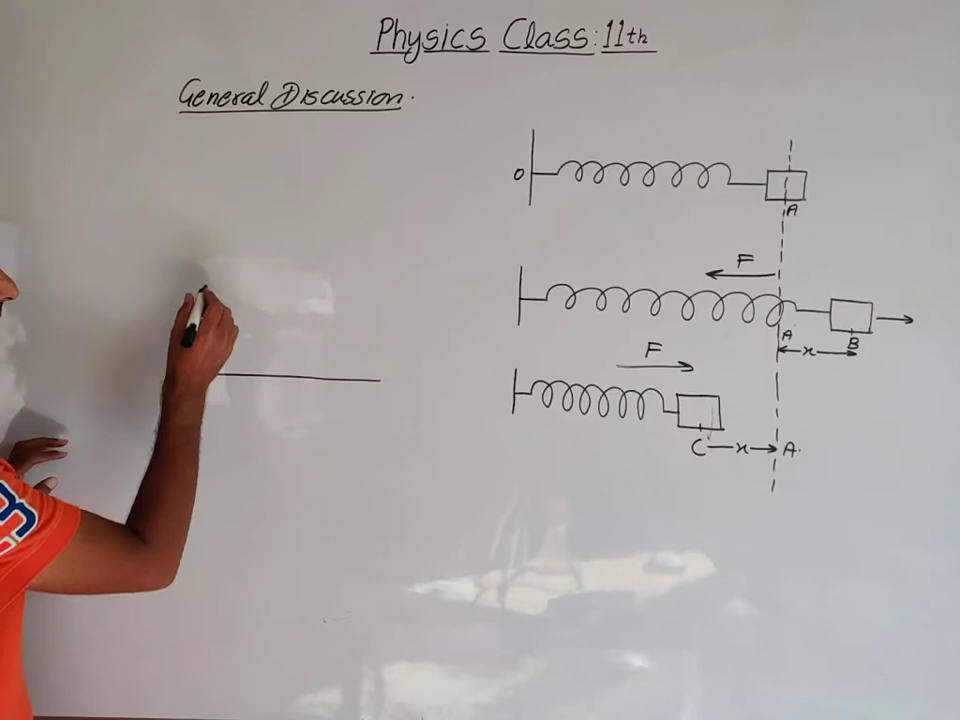 Physics Class: 11th
General Discussion.
O
A
F
A
B
x
F
C
x
A.